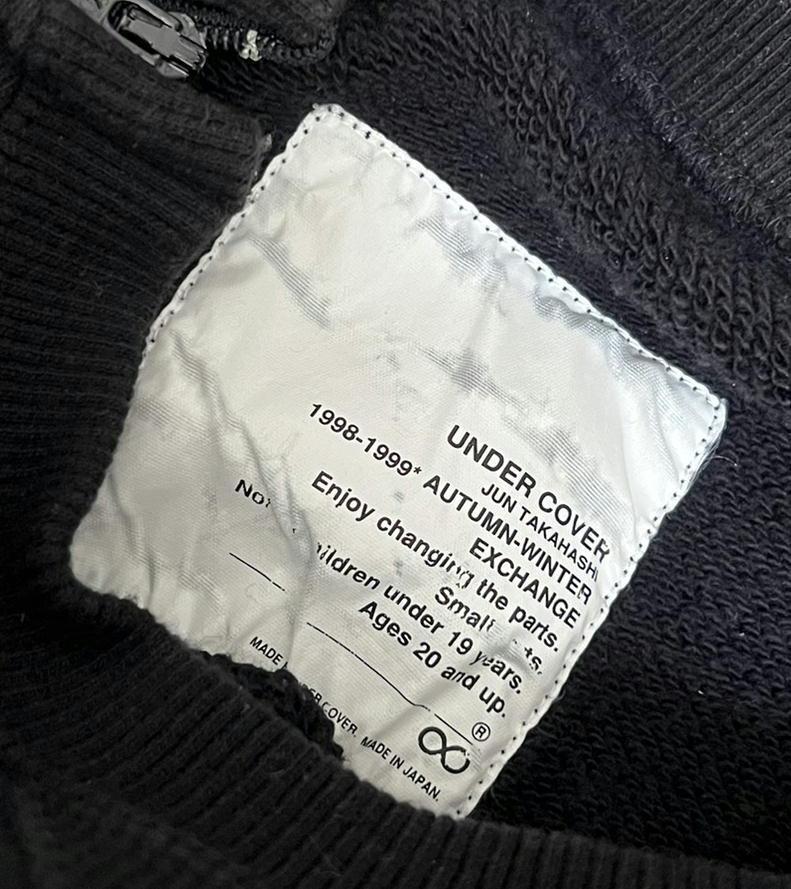 UNDER COVER
JUN TAKAHASHI
1998-1999* AUTUMN-WINTER
EXCHANGE
Enjoy changing the parts.
Small
children under 19 years.
Ages 20 and up.
®
MADE COVER. MADE IN JAPAN.